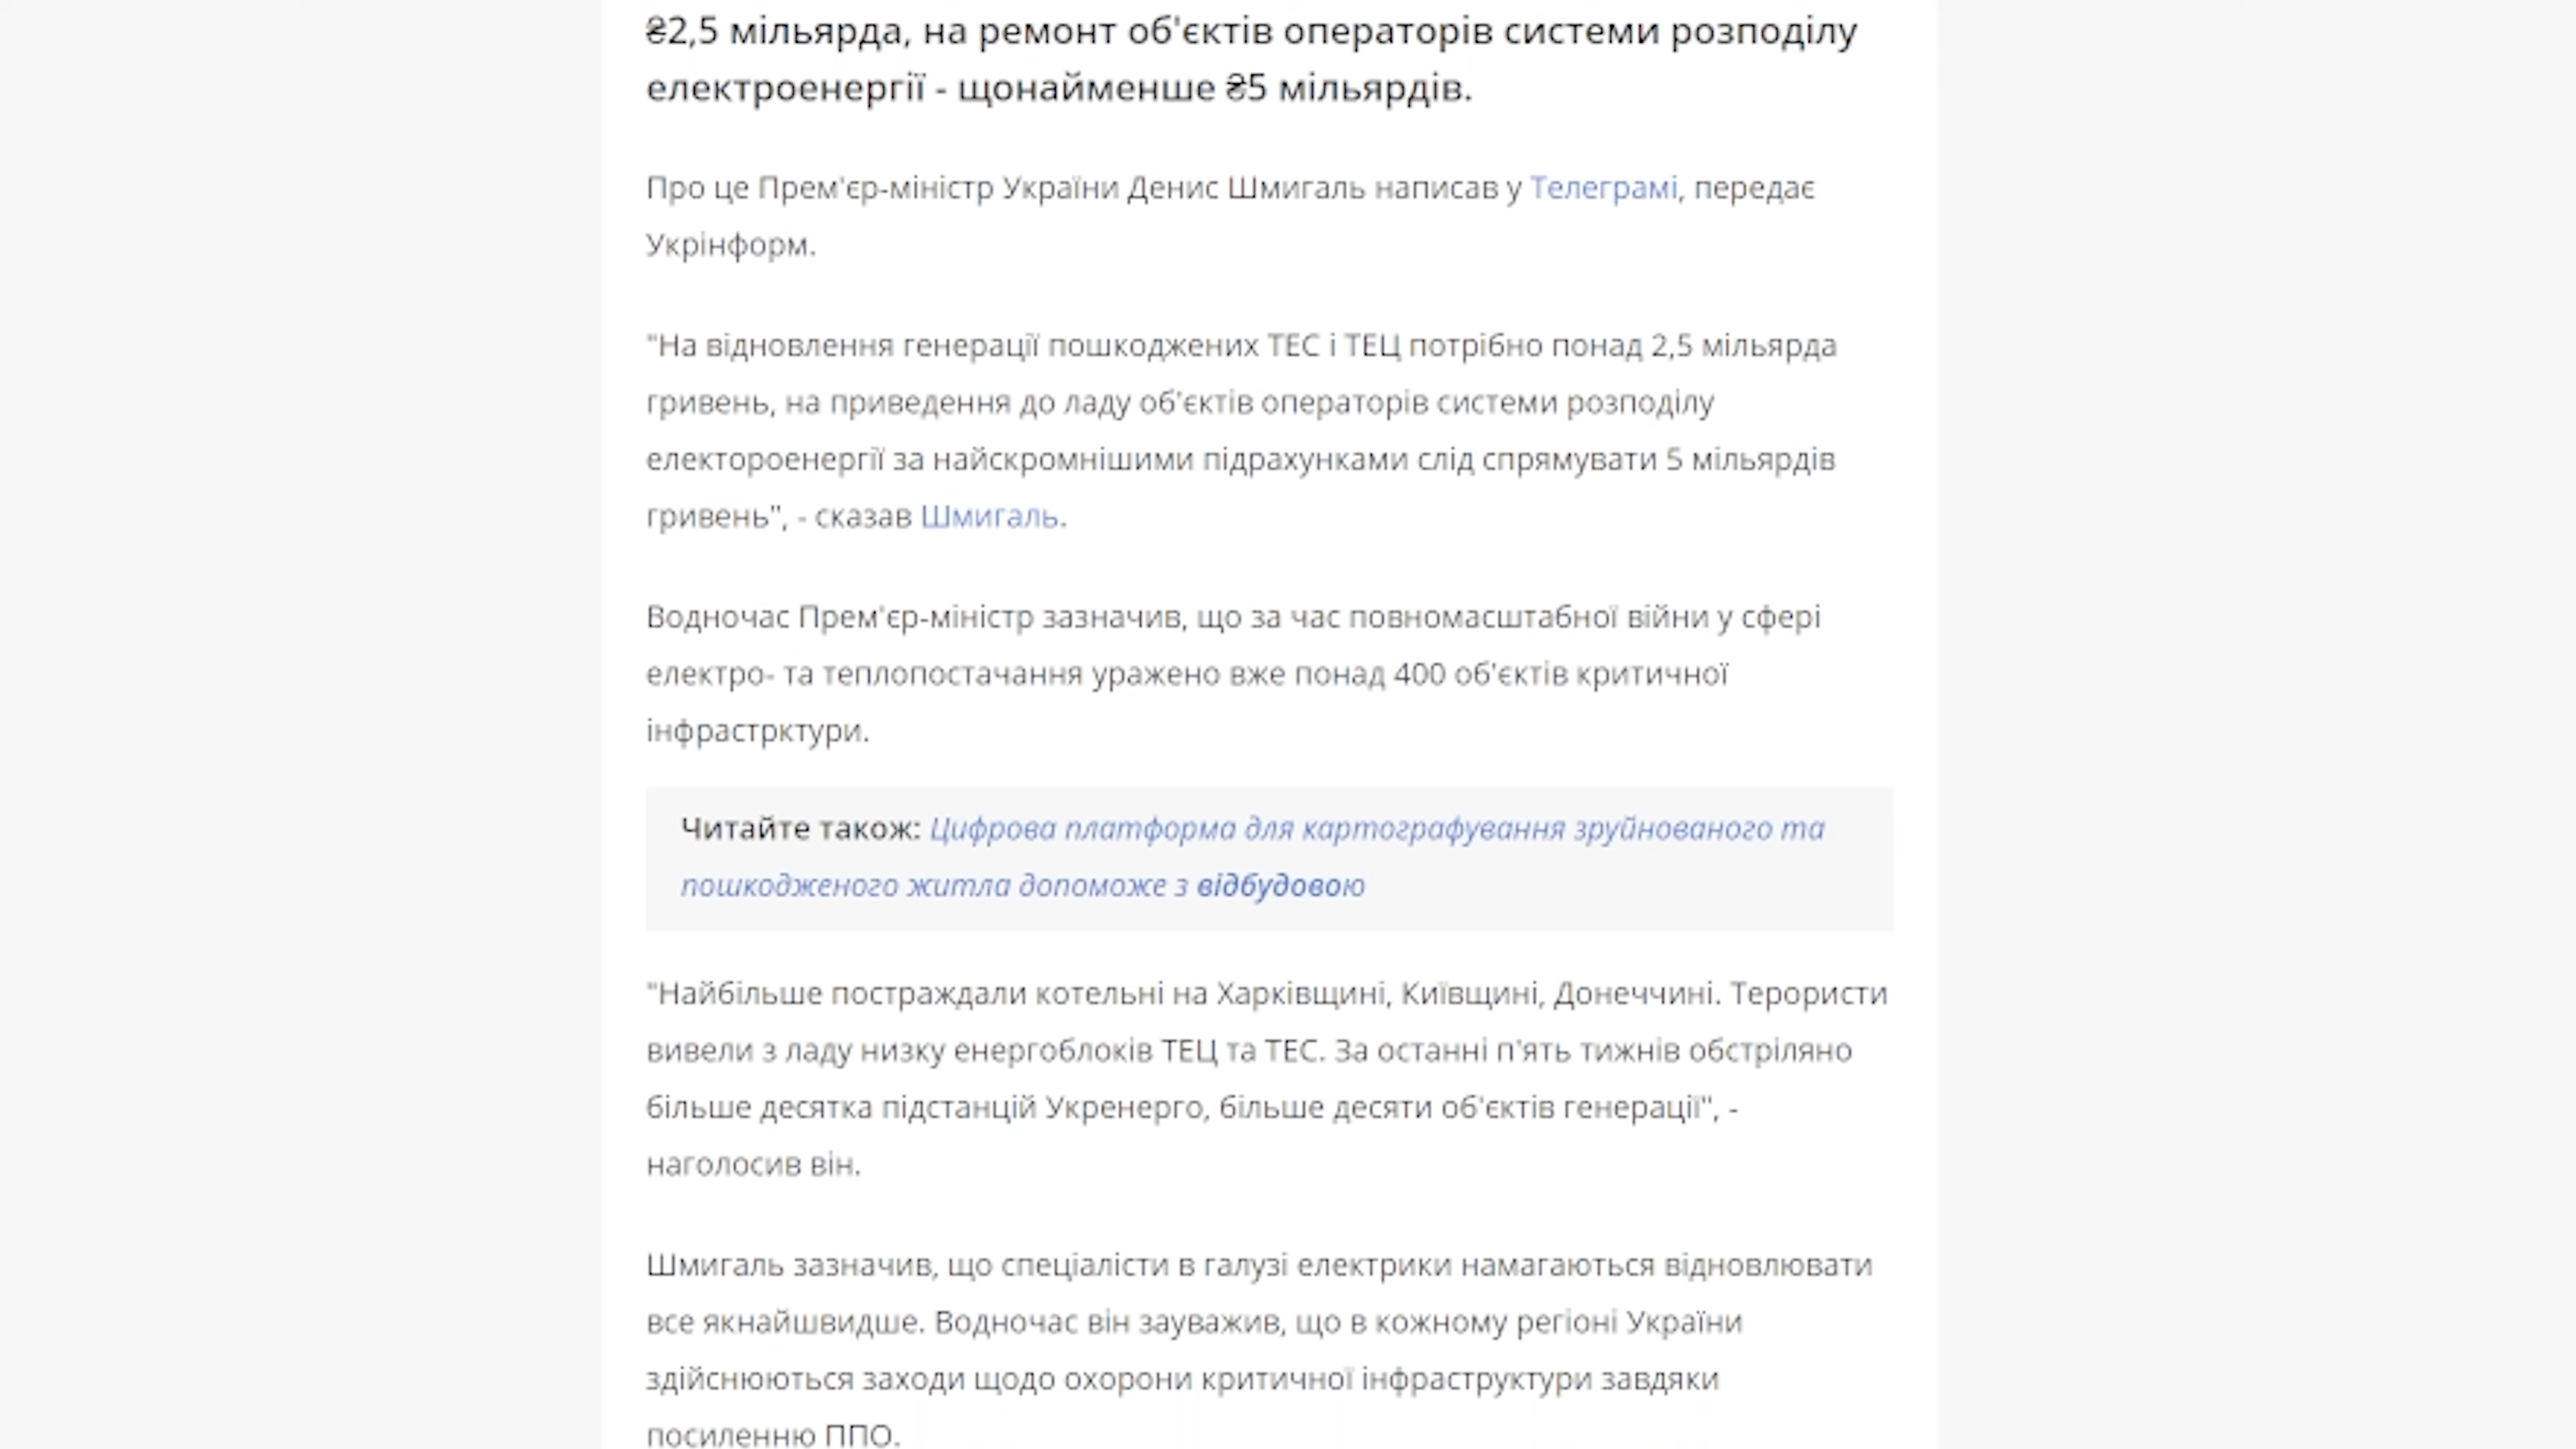 ₴2,5 мільярда, на ремонт об'єктів операторів системи розподілу
електроенергії - щонайменше ₴5 мільярдів.
Про це Прем'єр-міністр України Денис Шмигаль написав у Телеграмі, передає
Укрінформ.
"На відновлення генерації пошкоджених ТЕС і ТЕЦ потрібно понад 2,5 мільярда
гривень, на приведення до ладу об'єктів операторів системи розподілу
електороенергії за найскромнішими підрахунками слід спрямувати 5 мільярдів
гривень", - сказав Шмигаль.
Водночас Прем'єр-міністр зазначив, що за час повномасштабної війни у сфері
електро- та теплопостачання уражено вже понад 400 об'єктів критичної
інфрастрктури.
Читайте також: Цифрова платформа для картографування зруйнованого та
пошкодженого житла допоможе з відбудовою
"Найбільше постраждали котельні на Харківщині, Київщині, Донеччині. Терористи
вивели з ладу низку енергоблоків ТЕЦ та ТЕС. За останні п'ять тижнів обстріляно
більше десятка підстанцій Укренерго, більше десяти об'єктів генерації", -
наголосив він.
Шмигаль зазначив, що спеціалісти в галузі електрики намагаються відновлювати
все якнайшвидше. Водночас він зауважив, що в кожному регіоні України
здійснюються заходи щодо охорони критичної інфраструктури завдяки
посиленню ППО.